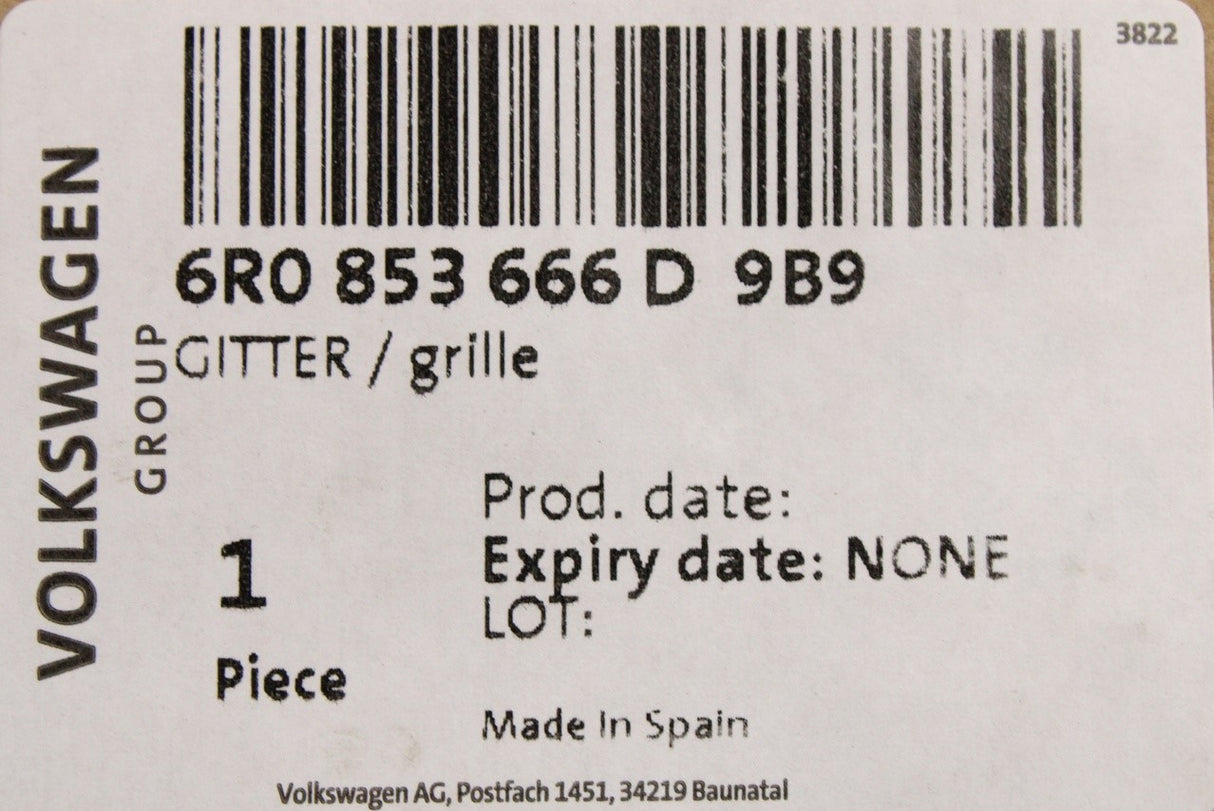 3822
6R0 853 666 D 9B9
GITTER / grille
VOLKSWAGEN
GROUP
Prod. date:
Expiry date: NONE
LOT:
1
Piece
Made In Spain
Volkswagen AG, Postfach 1451, 34219 Baunatal